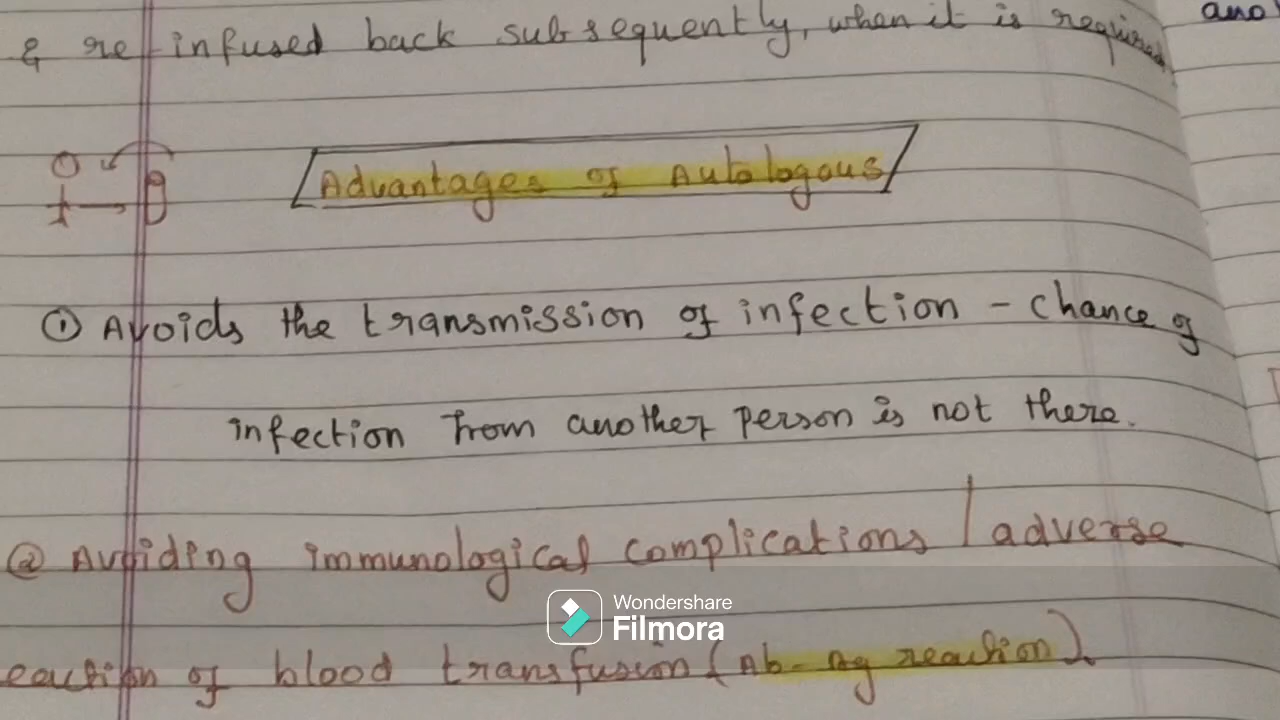 & re infused back subsequently, when it is required
Advantages of Autologous
① Avoids the transmission of infection - chance of
infection from another person is not there.
② Avoiding immunological complications / adverse
eaction of blood transfusion (Ab-Ag reaction).
Wondershare
Filmora